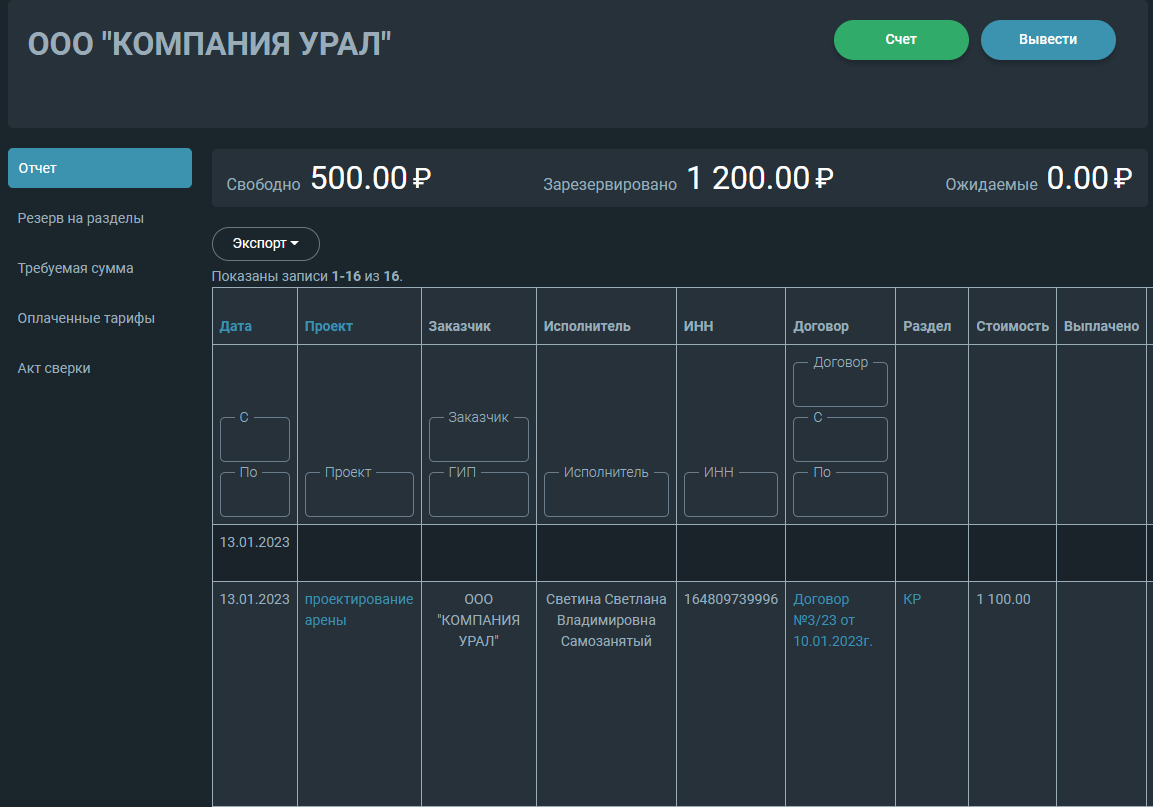 ООО "КОМПАНИЯ УРАЛ"
Счет
Вывести
Отчет
Резерв на разделы
Требуемая сумма
Оплаченные тарифы
Акт сверки
Свободно 500.00 ₽
Зарезервировано 1 200.00 ₽
Ожидаемые 0.00 ₽
Экспорт
Показаны записи 1-16 из 16.
Дата
Проект
Заказчик
Исполнитель
ИНН
Договор
Раздел
Стоимость
Выплачено
С
По
Проект
Заказчик
ГИП
Исполнитель
ИНН
Договор
С
По
13.01.2023
13.01.2023
проектирование
арены
ООО
"КОМПАНИЯ
УРАЛ"
Светина Светлана
Владимировна
Самозанятый
164809739996
Договор
№3/23 от
10.01.2023г.
КР
1 100.00